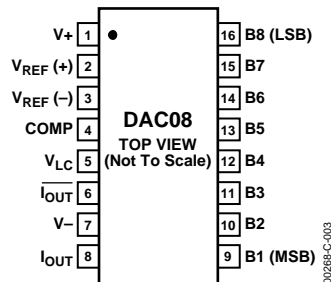 V+ 1 16 B8 (LSB)
VREF (+) 2 15 B7
VREF (–) 3 14 B6
DAC08
COMP 4 13 B5
TOP VIEW
VLC 5 (Not To Scale) 12 B4
IOUT 6 11 B3
V– 7 10 B2
IOUT 8 9 B1 (MSB)
00268-C-003